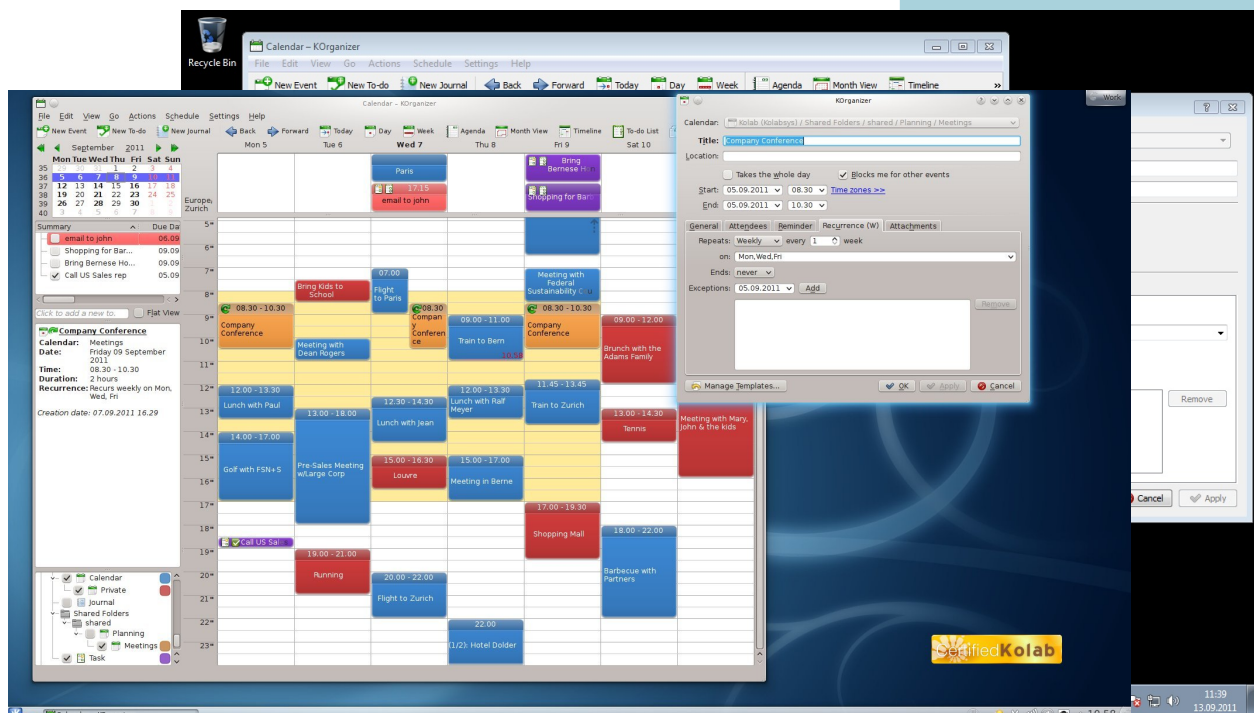 Recycle Bin
Calendar – KOrganizer
File Edit View Go Actions Schedule Settings Help
New Event New To-do New Journal Back Forward Today Day Week Agenda Month View Timeline »
Calendar – KOrganizer
File Edit View Go Actions Schedule Settings Help
New Event New To-do New Journal Back Forward Today Day Week Agenda Month View Timeline To-do List
September 2011
Mon Tue Wed Thu Fri Sat Sun
35 29 30 31 1 2 3 4
36 5 6 7 8 9 10 11
37 12 13 14 15 16 17 18
38 19 20 21 22 23 24 25
39 26 27 28 29 30
40 3 4 5 6 7
Summary Due Da
email to john 06.09
Shopping for Bar... 09.09
Bring Bernese Ho... 09.09
Call US Sales rep 05.09
Click to add a new to. Flat View
Company Conference
Calendar: Meetings
Date: Friday 09 September
2011
Time: 08.30 - 10.30
Duration: 2 hours
Recurrence: Recurs weekly on Mon,
Wed, Fri
Creation date: 07.09.2011 16.29
Calendar
Private
Journal
Shared Folders
shared
Planning
Meetings
Task
Mon 5 Tue 6 Wed 7 Thu 8 Fri 9 Sat 10
Europe,
Zurich
Paris
17.15
email to john
Bring
Bernese H
Shopping for Bar
5
6
7
8
9
10
11
12
13
14
15
16
17
18
19
20
21
22
23
08.30 - 10.30
Company
Conference
12.00 - 13.30
Lunch with Paul
14.00 - 17.00
Golf with FSN+S
Call US Sal
Bring Kids to
School
Meeting with
Dean Rogers
13.00 - 18.00
Pre-Sales Meeting
w/Large Corp
19.00 - 21.00
Running
07.00
Flight
to Paris
08.30
Compan
y
Conferen
ce
12.30 - 14.30
Lunch with Jean
15.00 - 16.30
Louvre
20.00 - 22.00
Flight to Zurich
09.00 - 11.00
Train to Bern
10.50
12.00 - 13.30
Lunch with Ralf
Meyer
15.00 - 17.00
Meeting in Berne
22.00
(1/2): Hotel Dolder
Meeting with
Federal
Sustainability
08.30 - 10.30
Company
Conference
11.45 - 13.45
Train to Zurich
17.00 - 19.30
Shopping Mall
09.00 - 12.00
Brunch with the
Adams Family
13.00 - 14.30
Tennis
18.00 - 22.00
Barbecue with
Partners
Meeting with Mary,
John & the kids
KOrganizer
Calendar: Kolab (Kolabsys) / Shared Folders / shared / Planning / Meetings
Title: Company Conference
Location:
Takes the whole day Blocks me for other events
Start: 05.09.2011 08.30 Time zones >>
End: 05.09.2011 10.30
General Attendees Reminder Recurrence (W) Attachments
Repeats: Weekly every 1 week
on: Mon,Wed,Fri
Ends: never
Exceptions: 05.09.2011 Add
Remove
Manage Templates... OK Apply Cancel
Work
Remove
Cancel Apply
Certified Kolab
11:39
13.09.2011